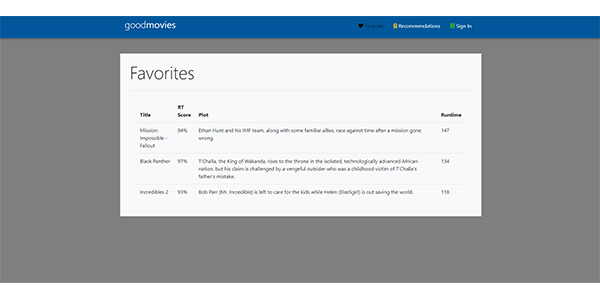 goodmovies
Favorites Recommendations Sign In
Favorites
Title RT Score Plot Runtime
Mission: Impossible - Fallout 94% Ethan Hunt and his IMF team, along with some familiar allies, race against time after a mission gone 147
wrong.
Black Panther 97% T'Challa, the King of Wakanda, rises to the throne in the isolated, technologically advanced African 134
nation, but his claim is challenged by a vengeful outsider who was a childhood victim of T'Challa's
father's mistake.
Incredibles 2 93% Bob Parr (Mr. Incredible) is left to care for the kids while Helen (Elastigirl) is out saving the world. 118